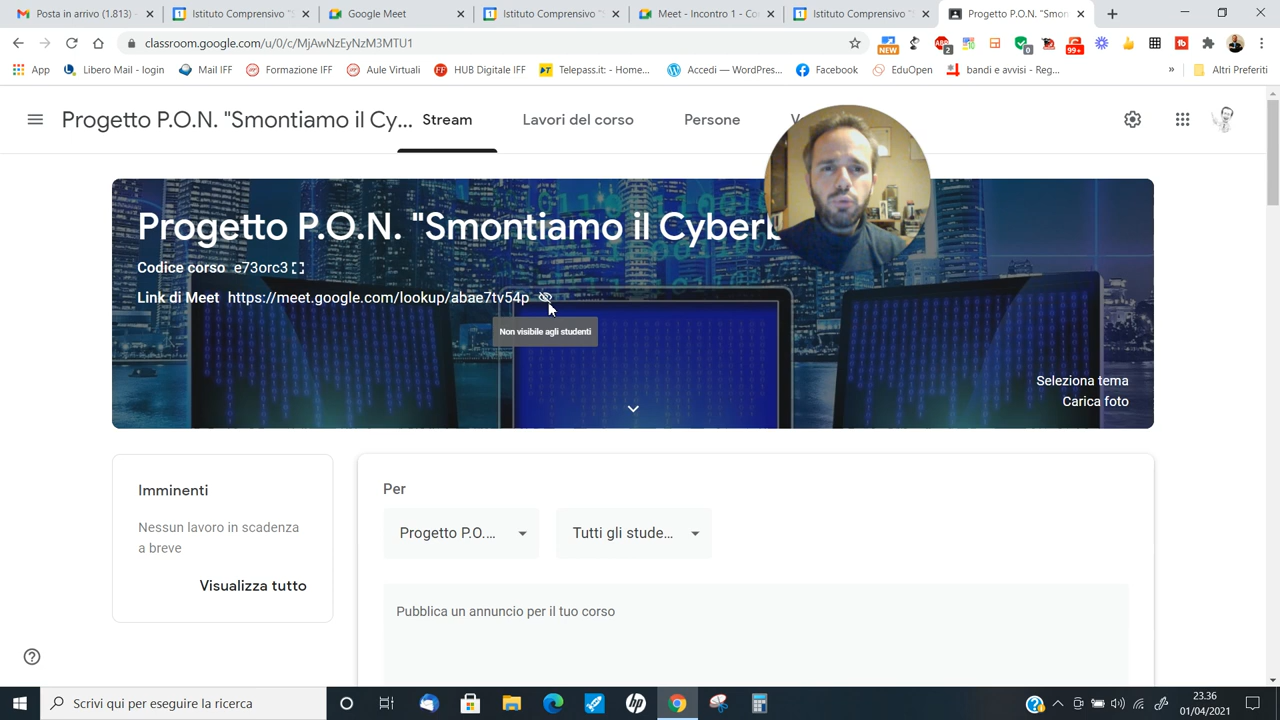 Posta in arrivo (1.813)
Istituto Comprensivo "S
Google Meet
Istituto Comprensivo "S
Meet - Incontro 1 - Co
Istituto Comprensivo "S
Progetto P.O.N. "Smon
classroom.google.com/c/MjAwNzEyNzM3MTU1
App
Libero Mail - login
Mail IFF
Formazione IFF
Aule Virtuali
HUB Digitale IFF
Telepass.it: - Home...
Accedi — WordPres...
Facebook
EduOpen
bandi e avvisi - Reg...
»
Altri Preferiti
NEW
2
0
99+
Progetto P.O.N. "Smontiamo il Cy...
Stream
Lavori del corso
Persone
V
Progetto P.O.N. "Smontiamo il Cyber
Codice corso e73orc3
Link di Meet https://meet.google.com/lookup/abae7tv54p
Non visibile agli studenti
Seleziona tema
Carica foto
Imminenti
Nessun lavoro in scadenza
a breve
Visualizza tutto
Per
Progetto P.O....
Tutti gli stude...
Pubblica un annuncio per il tuo corso
Scrivi qui per eseguire la ricerca
23.36
01/04/2021